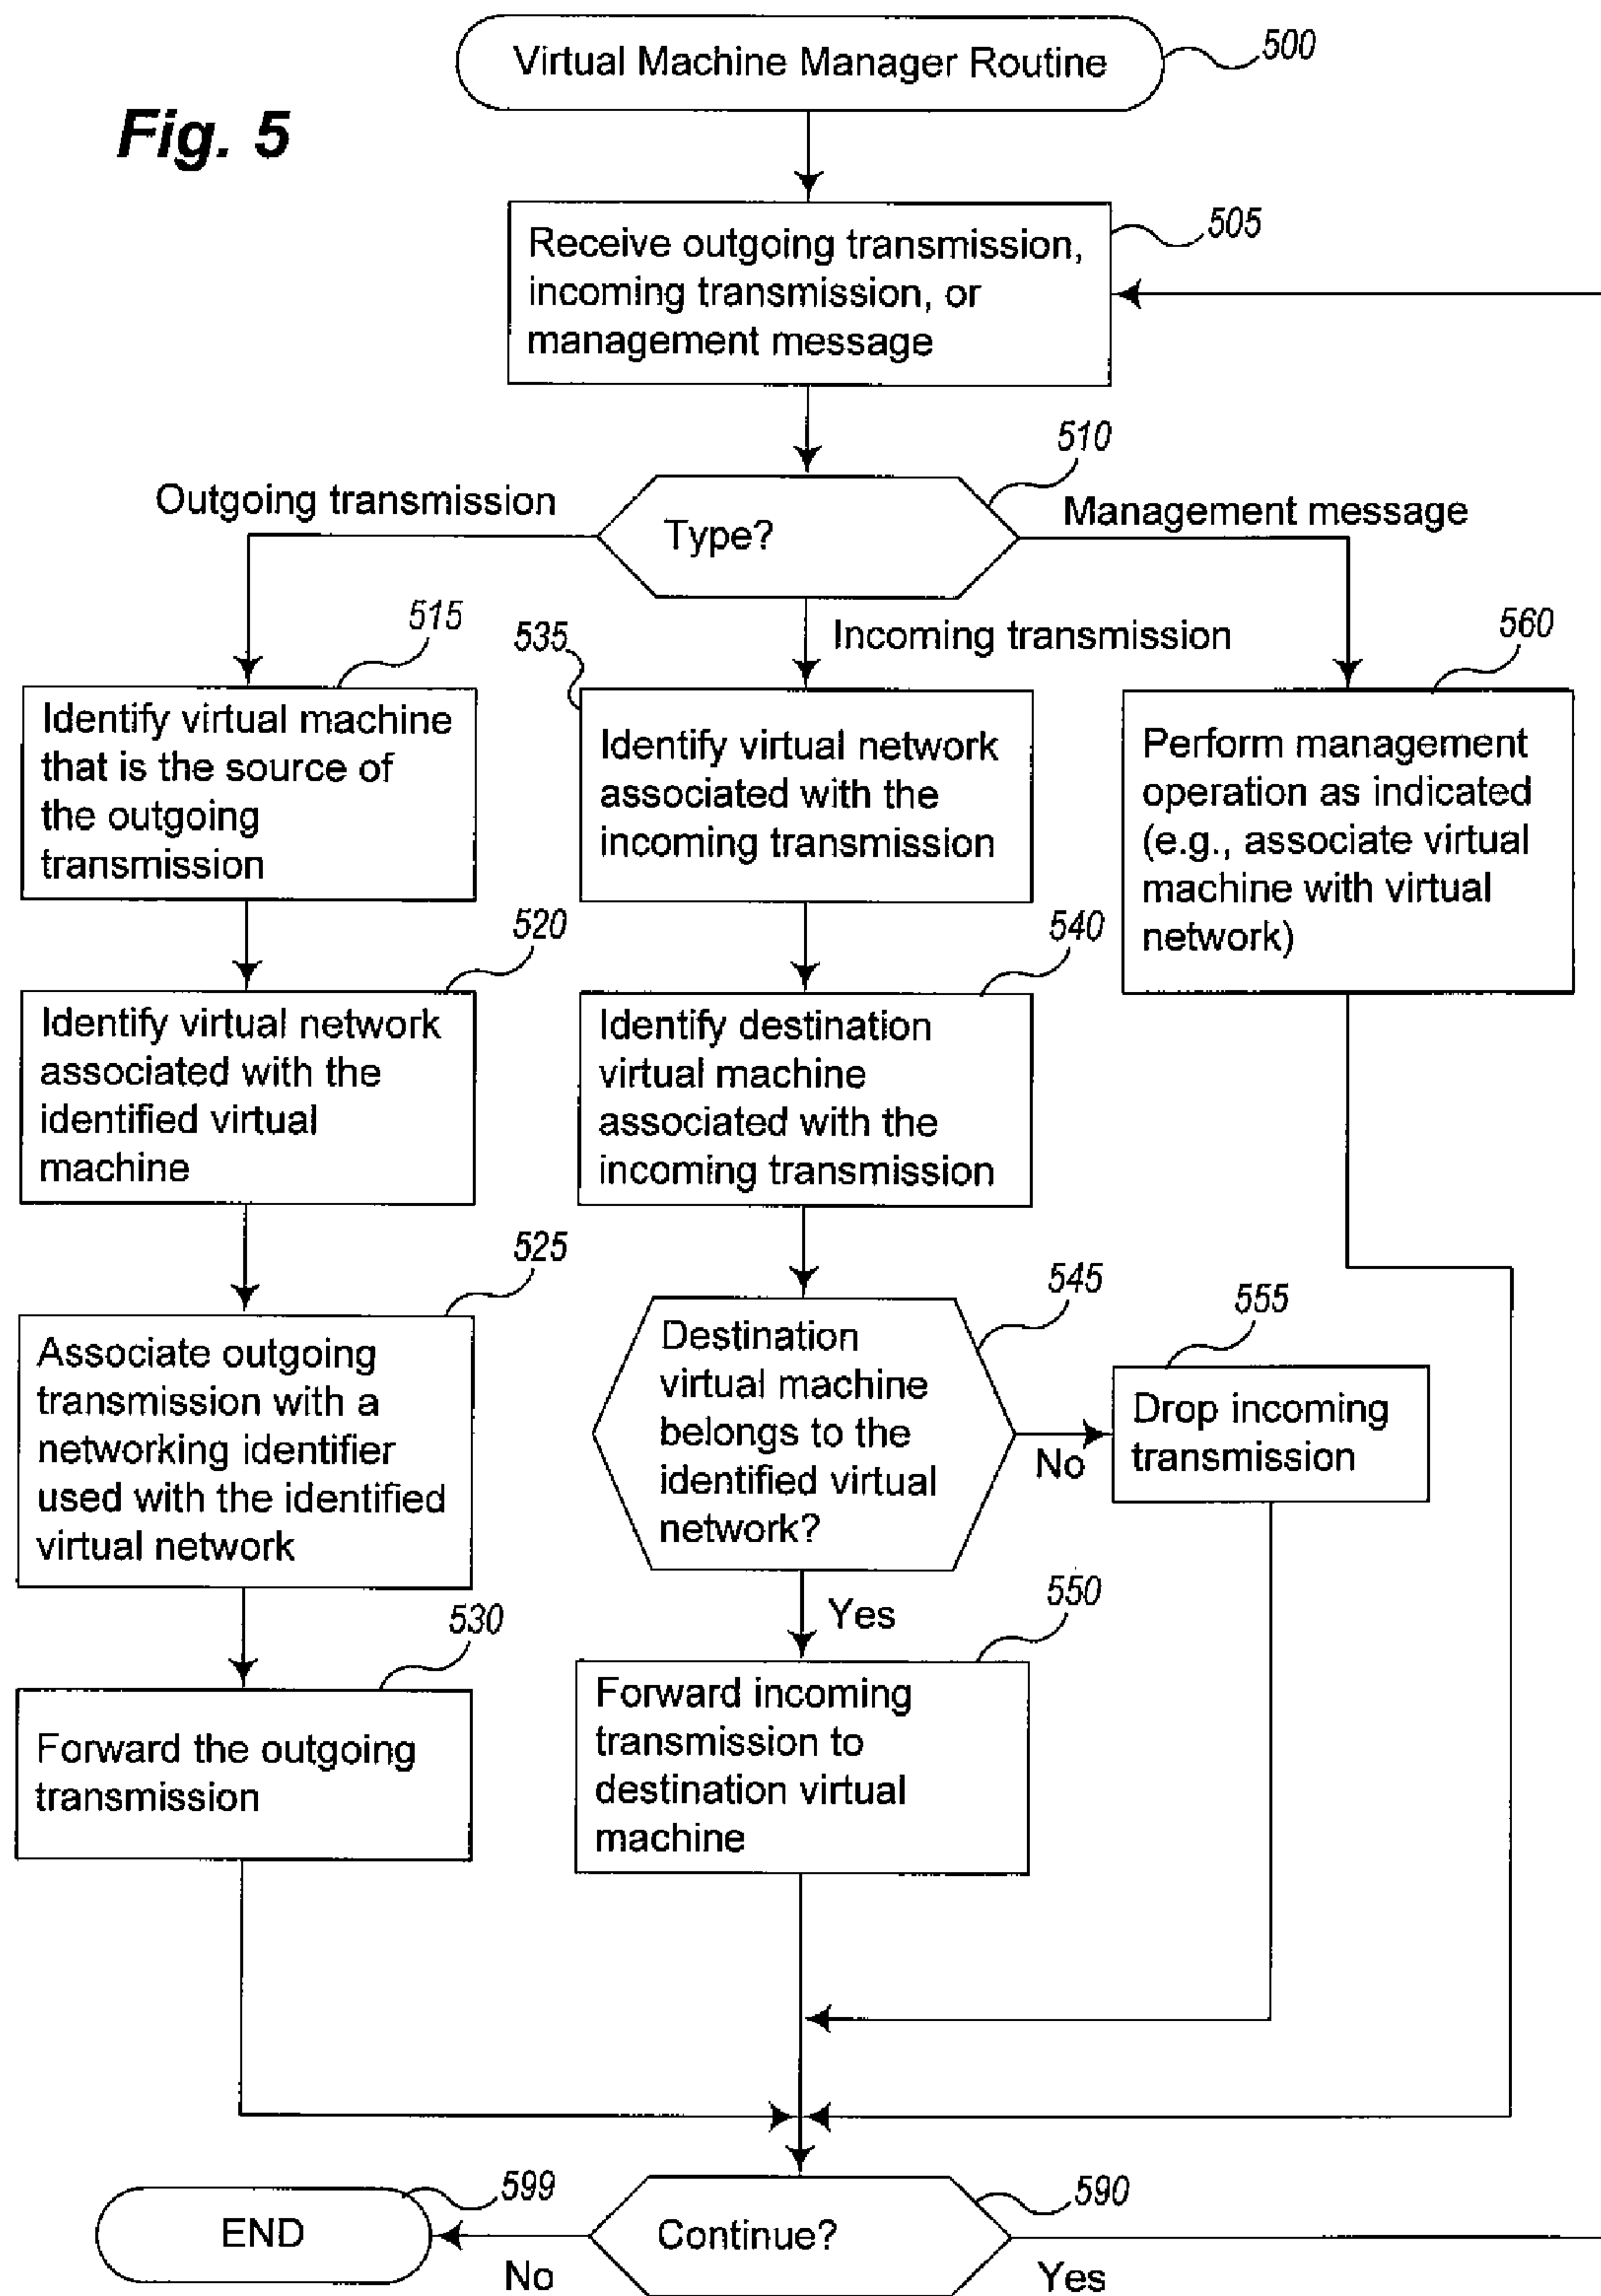 Fig. 5
Virtual Machine Manager Routine
500
Receive outgoing transmission,
incoming transmission, or
management message
505
Type?
510
Outgoing transmission
Incoming transmission
Management message
515
Identify virtual machine
that is the source of
the outgoing
transmission
520
Identify virtual network
associated with the
identified virtual
machine
525
Associate outgoing
transmission with a
networking identifier
used with the identified
virtual network
530
Forward the outgoing
transmission
535
Identify virtual network
associated with the
incoming transmission
540
Identify destination
virtual machine
associated with the
incoming transmission
545
Destination
virtual machine
belongs to the
identified virtual
network?
No
555
Drop incoming
transmission
Yes
550
Forward incoming
transmission to
destination virtual
machine
560
Perform management
operation as indicated
(e.g., associate virtual
machine with virtual
network)
590
Continue?
Yes
No
599
END